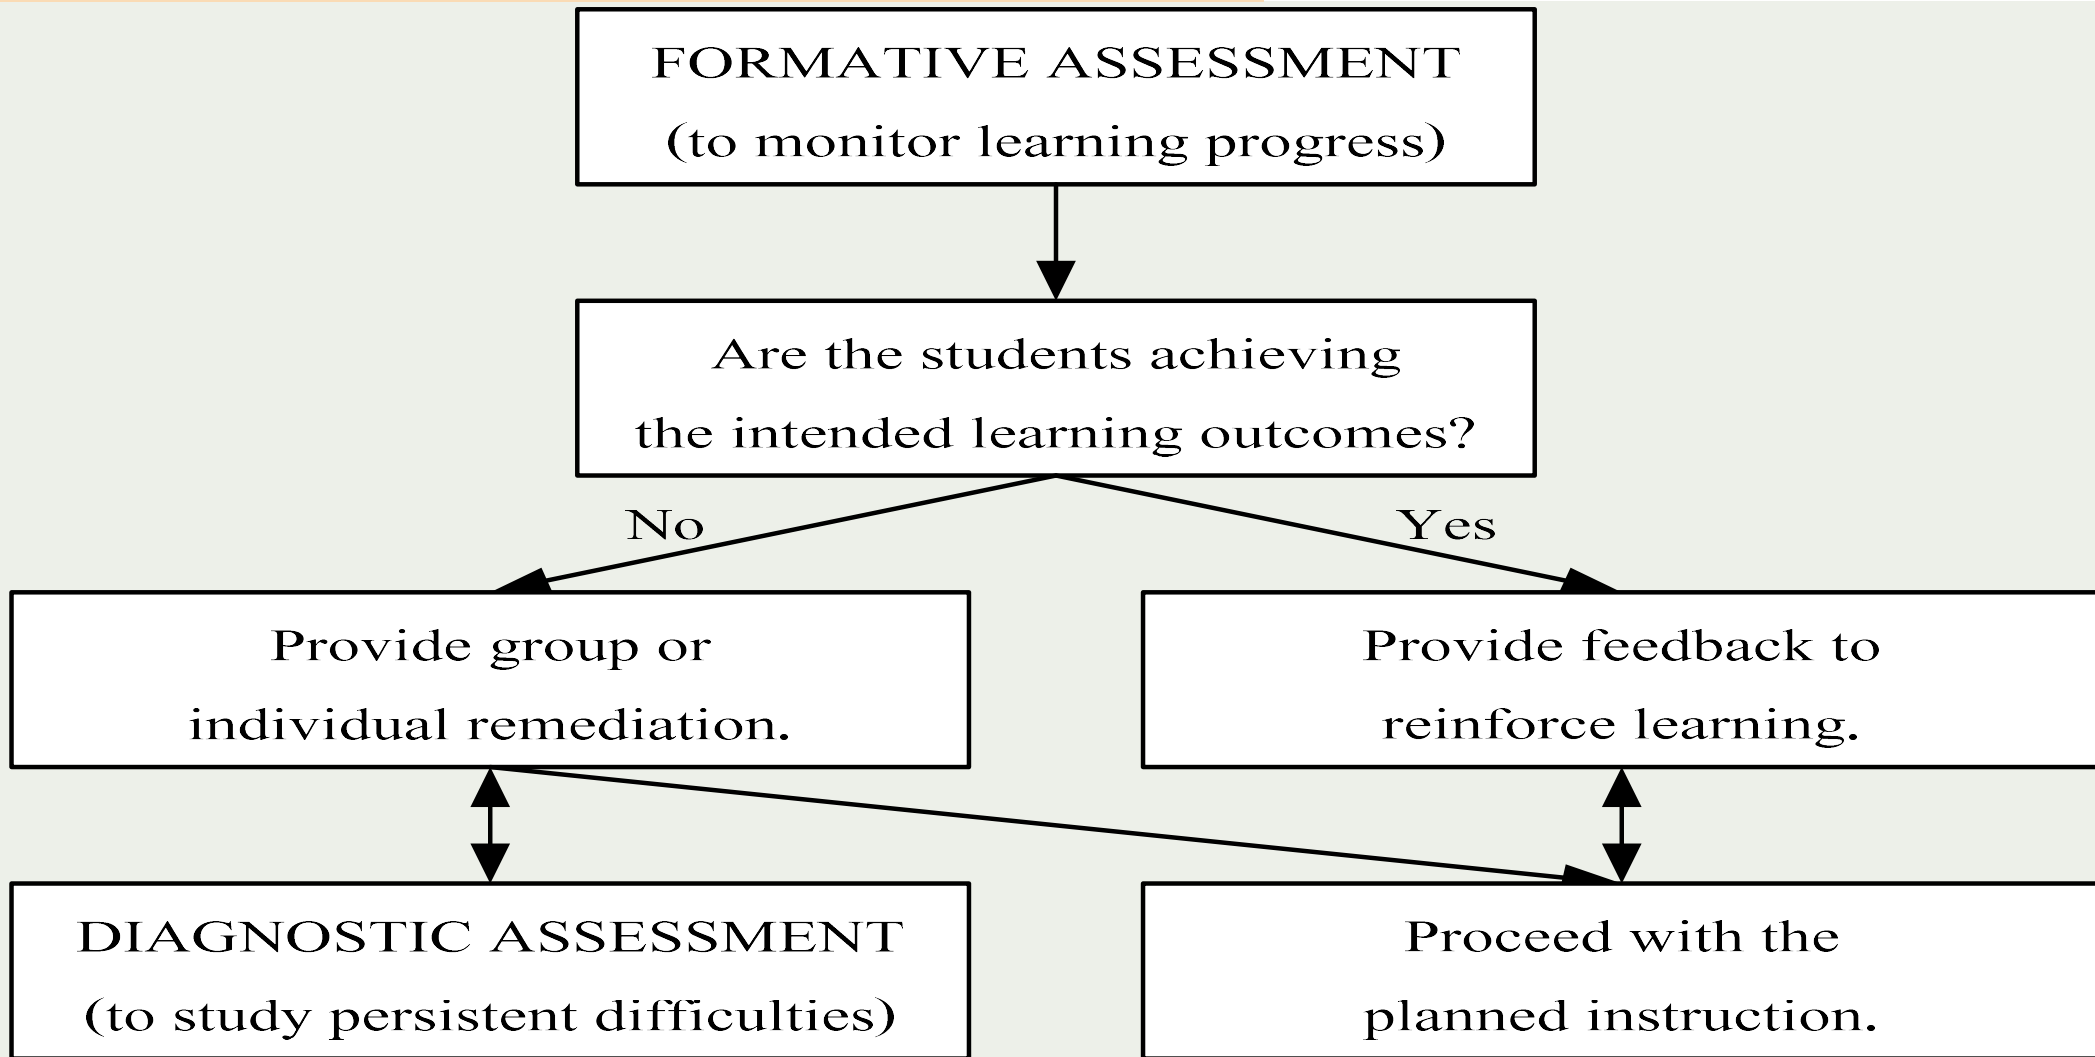 FORMATIVE ASSESSMENT
(to monitor learning progress)
Are the students achieving
the intended learning outcomes?
No
Yes
Provide group or
individual remediation.
Provide feedback to
reinforce learning.
DIAGNOSTIC ASSESSMENT
(to study persistent difficulties)
Proceed with the
planned instruction.